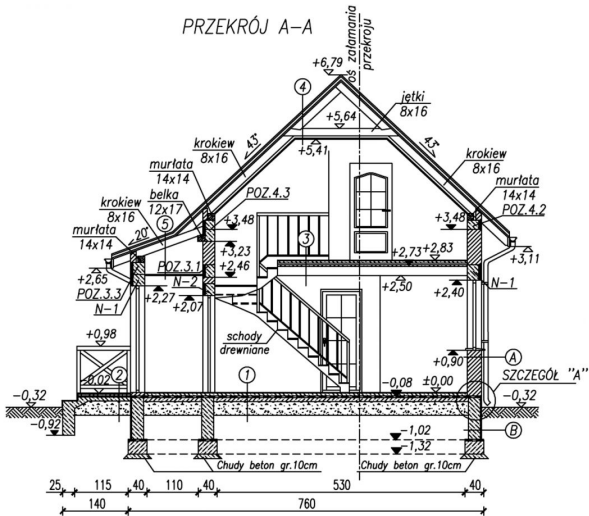 PRZEKRÓJ A-A
oś załamania
przekroju
+6,79
4
jętki
8x16
+5,64
+5,41
43°
43°
krokiew
8x16
krokiew
8x16
murłata
14x14
belka
12x17
POZ.4.3
murłata
14x14
POZ.4.2
krokiew
8x16
5
20°
murłata
14x14
+3,48
+3,48
+3,23
3
+2,73
+2,83
+3,11
+2,65
POZ.3.1
+2,46
POZ.3.3
N-2
+2,50
+2,40
N-1
N-1
+2,27
+2,07
schody
drewniane
+0,98
+0,90
A
SZCZEGÓŁ "A"
-0,02
2
1
-0,08
±0,00
-0,32
-0,32
-0,92
-1,02
B
-1,32
Chudy beton gr.10cm
Chudy beton gr.10cm
25 115 40 110 40 530 40
140 760